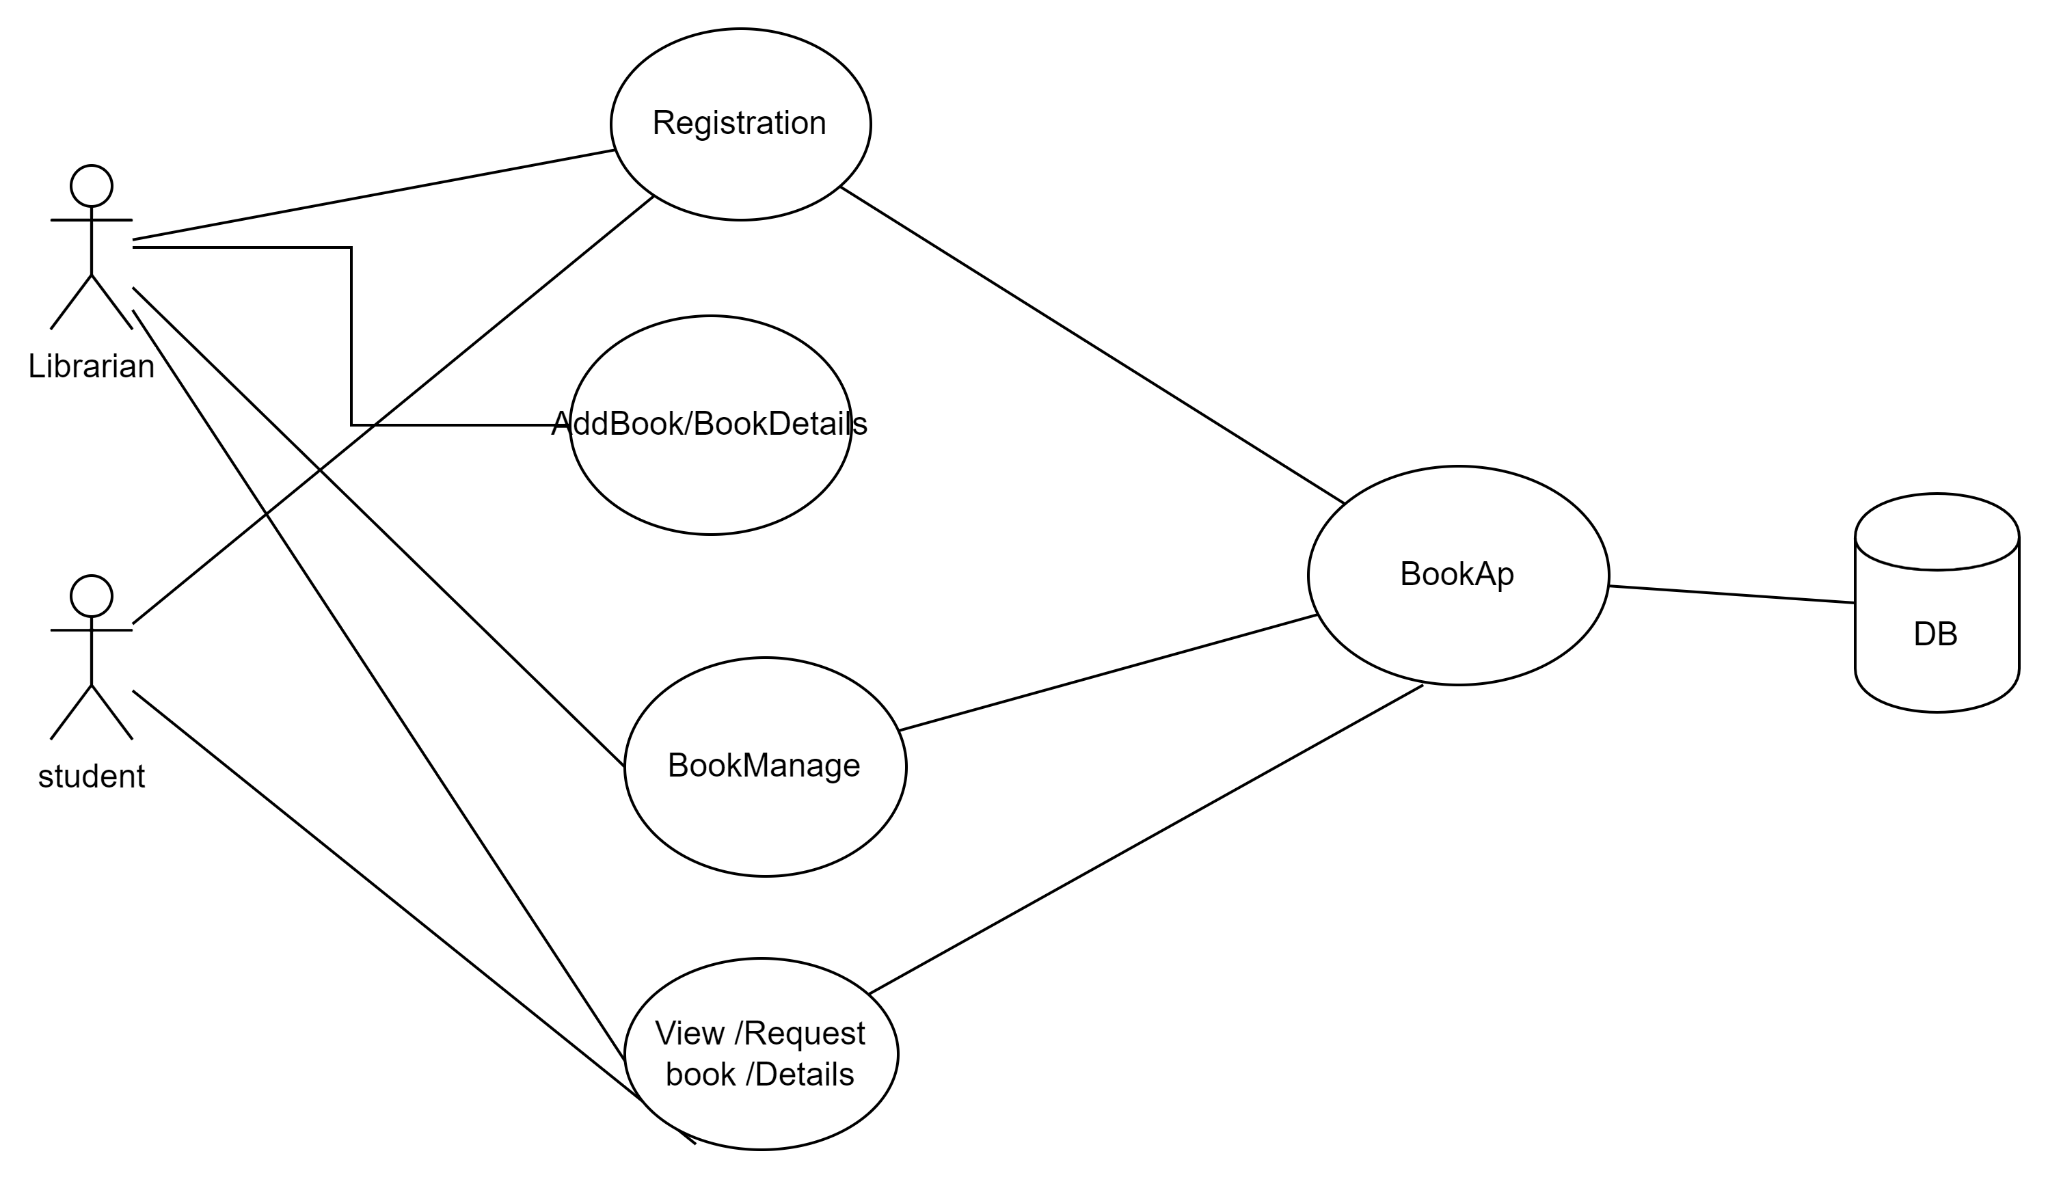 Registration
Librarian
AddBook/BookDetails
BookAp
DB
student
BookManage
View /Request
book /Details